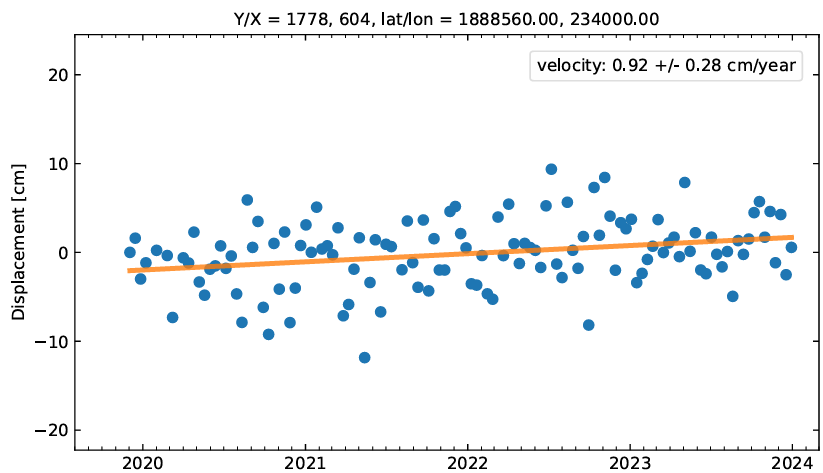 Y/X = 1778, 604, lat/lon = 1888560.00, 234000.00
velocity: 0.92 +/- 0.28 cm/year
Displacement [cm]
20
10
0
−10
−20
2020 2021 2022 2023 2024